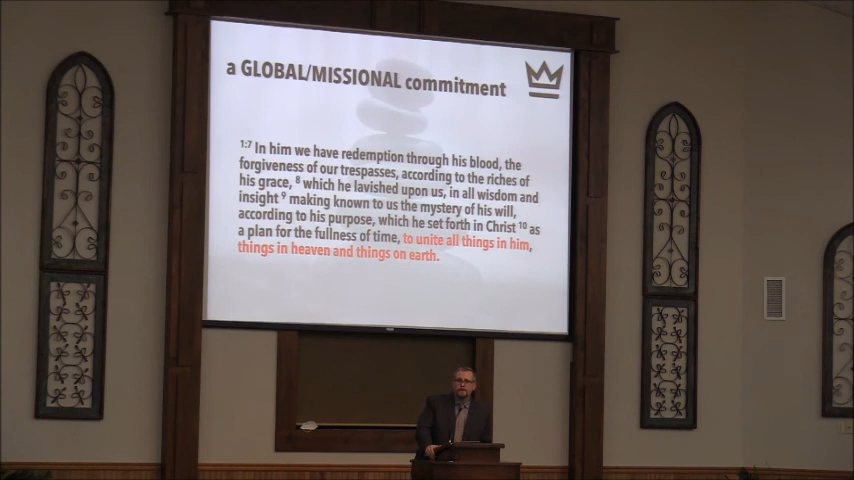 a GLOBAL/MISSIONAL commitment
1:7 In him we have redemption through his blood, the
forgiveness of our trespasses, according to the riches of
his grace, 8 which he lavished upon us, in all wisdom and
insight 9 making known to us the mystery of his will,
according to his purpose, which he set forth in Christ 10 as
a plan for the fullness of time, to unite all things in him,
things in heaven and things on earth.